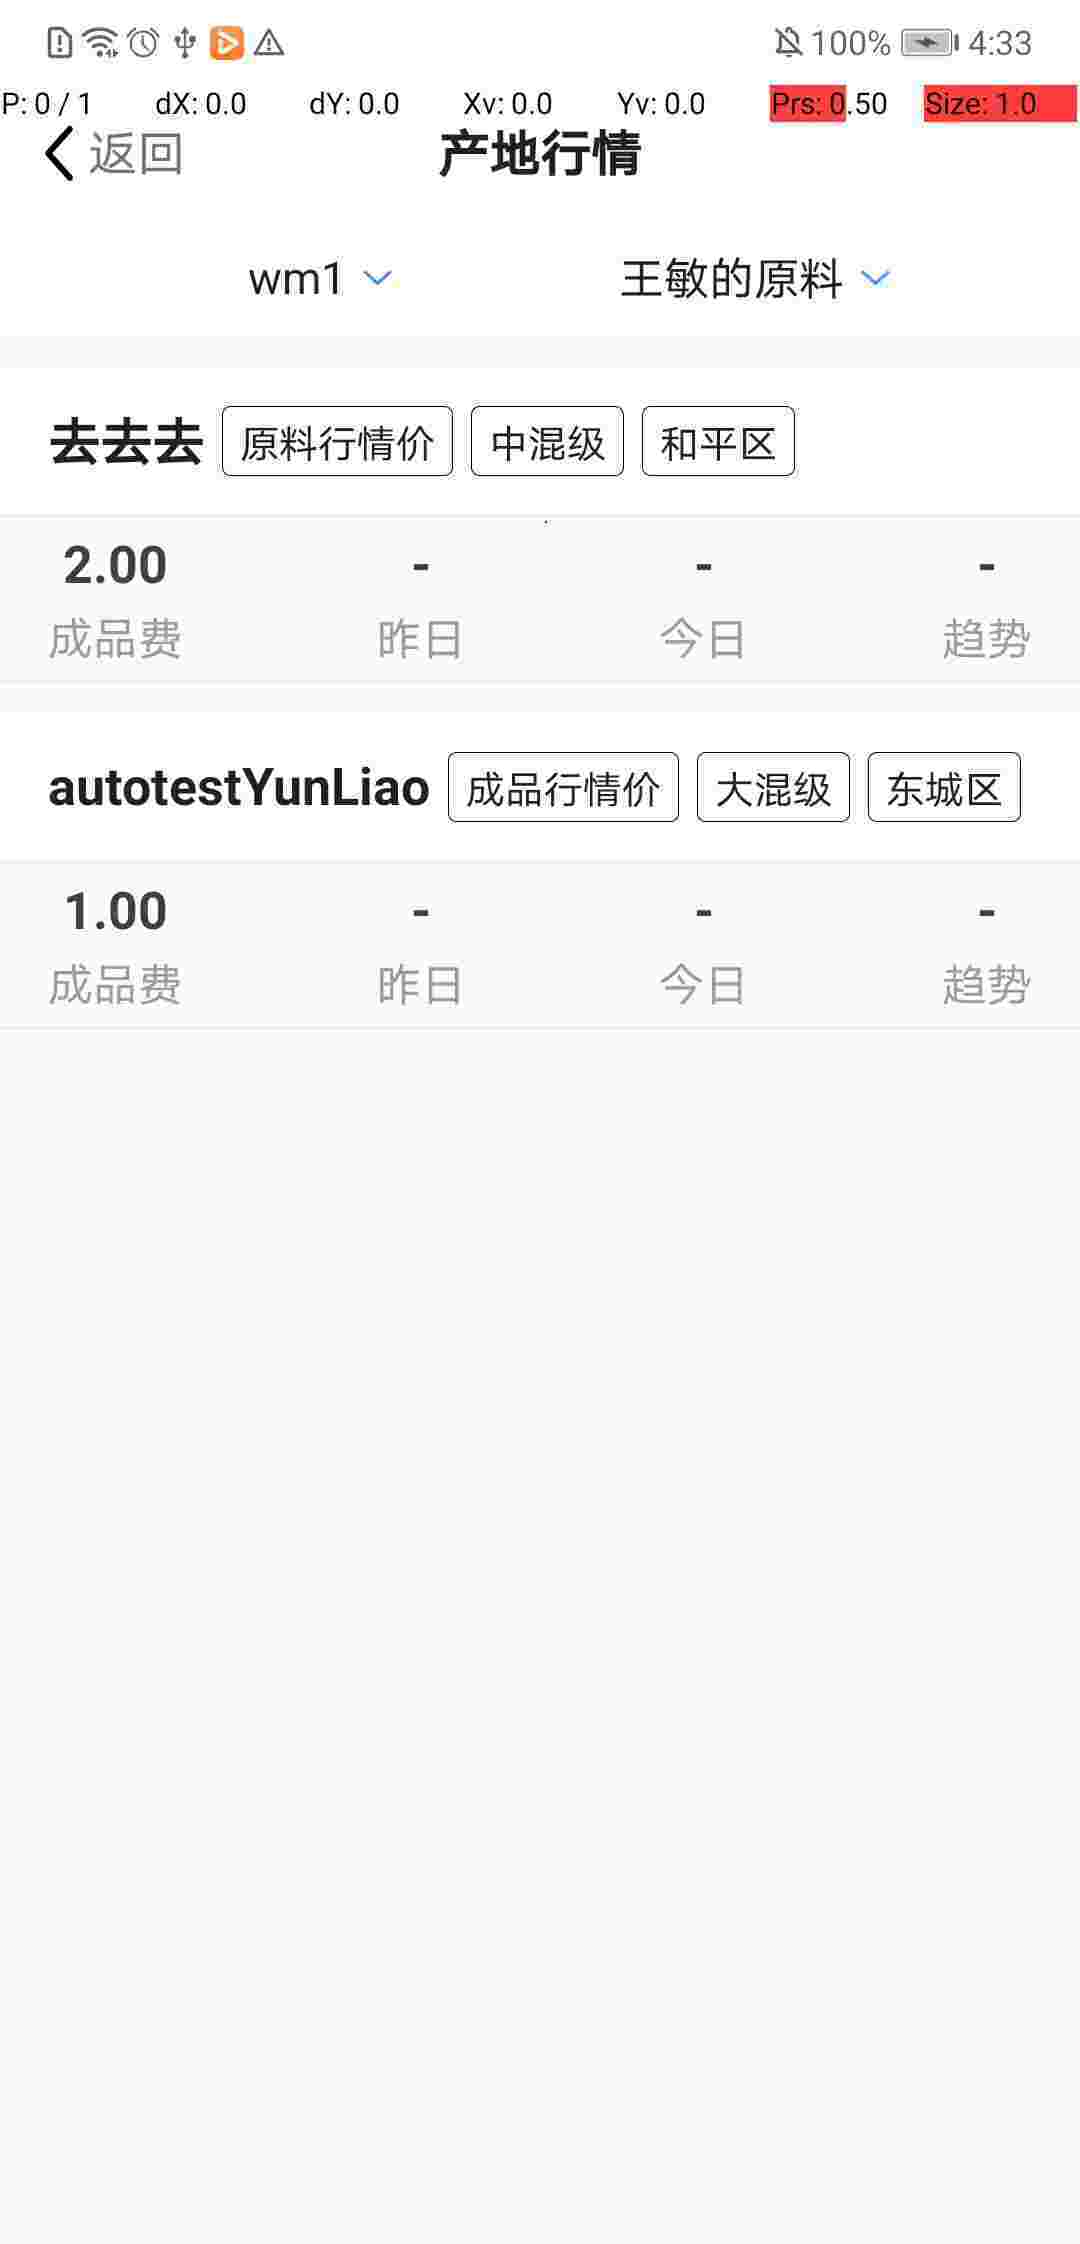 100% 4:33
P: 0 / 1 dX: 0.0 dY: 0.0 Xv: 0.0 Yv: 0.0 Prs: 0.50 Size: 1.0
返回 产地行情
wm1 王敏的原料
去去去 原料行情价 中混级 和平区
2.00 - - -
成品费 昨日 今日 趋势
autotestYunLiao 成品行情价 大混级 东城区
1.00 - - -
成品费 昨日 今日 趋势